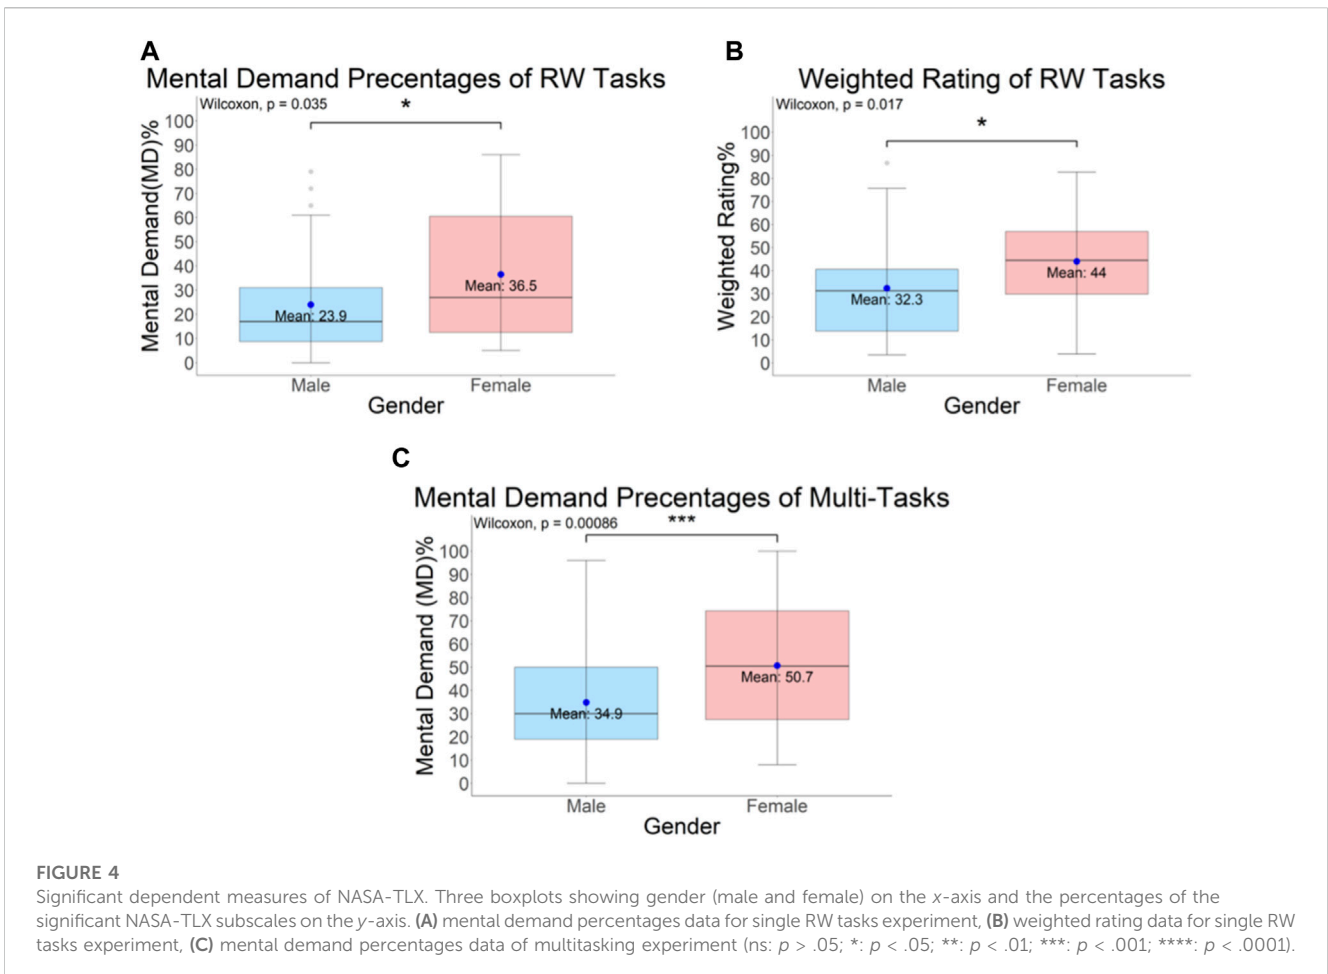 A
Mental Demand Precentages of RW Tasks
Wilcoxon, p = 0.035
*
Mental Demand(MD)%
100
90
80
70
60
50
40
30
20
10
0
Mean: 23.9
Mean: 36.5
Male
Female
Gender
B
Weighted Rating of RW Tasks
Wilcoxon, p = 0.017
*
Weighted Rating%
100
90
80
70
60
50
40
30
20
10
0
Mean: 32.3
Mean: 44
Male
Female
Gender
C
Mental Demand Precentages of Multi-Tasks
Wilcoxon, p = 0.00086
***
Mental Demand (MD)%
100
90
80
70
60
50
40
30
20
10
0
Mean: 34.9
Mean: 50.7
Male
Female
Gender
FIGURE 4
Significant dependent measures of NASA-TLX. Three boxplots showing gender (male and female) on the x-axis and the percentages of the
significant NASA-TLX subscales on the y-axis. (A) mental demand percentages data for single RW tasks experiment, (B) weighted rating data for single RW
tasks experiment, (C) mental demand percentages data of multitasking experiment (ns: p > .05; *: p < .05; **: p < .01; ***: p < .001; ****: p < .0001).